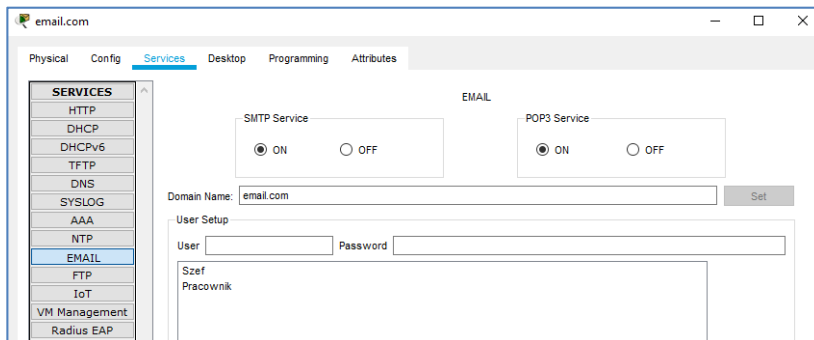 email.com
Physical Config Services Desktop Programming Attributes
SERVICES
HTTP
DHCP
DHCPv6
TFTP
DNS
SYSLOG
AAA
NTP
EMAIL
FTP
IoT
VM Management
Radius EAP
EMAIL
SMTP Service
ON OFF
POP3 Service
ON OFF
Domain Name: email.com Set
User Setup
User Password
Szef
Pracownik